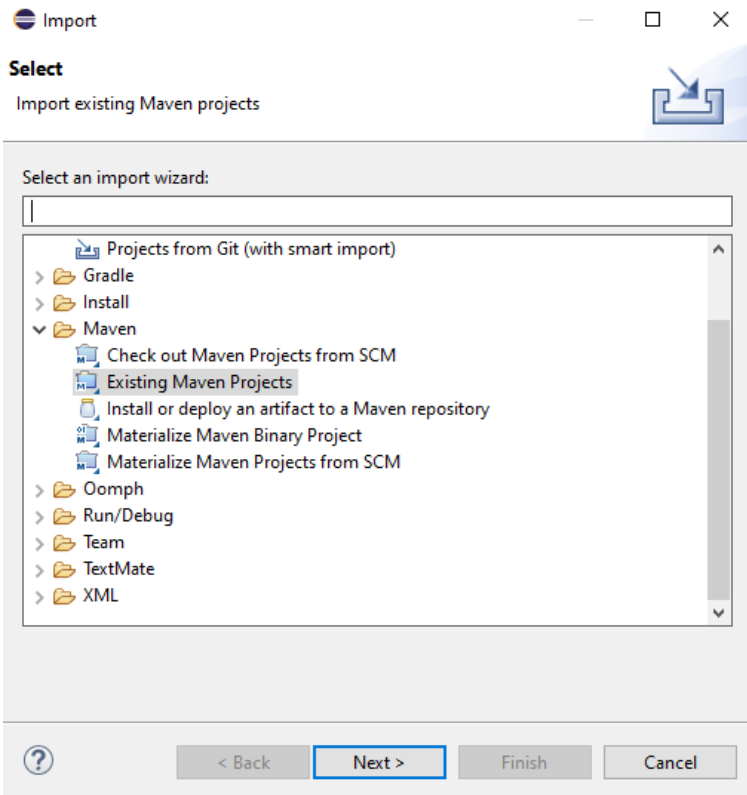 Import
Select
Import existing Maven projects
Select an import wizard:
Projects from Git (with smart import)
Gradle
Install
Maven
Check out Maven Projects from SCM
Existing Maven Projects
Install or deploy an artifact to a Maven repository
Materialize Maven Binary Project
Materialize Maven Projects from SCM
Oomph
Run/Debug
Team
TextMate
XML
? < Back Next > Finish Cancel